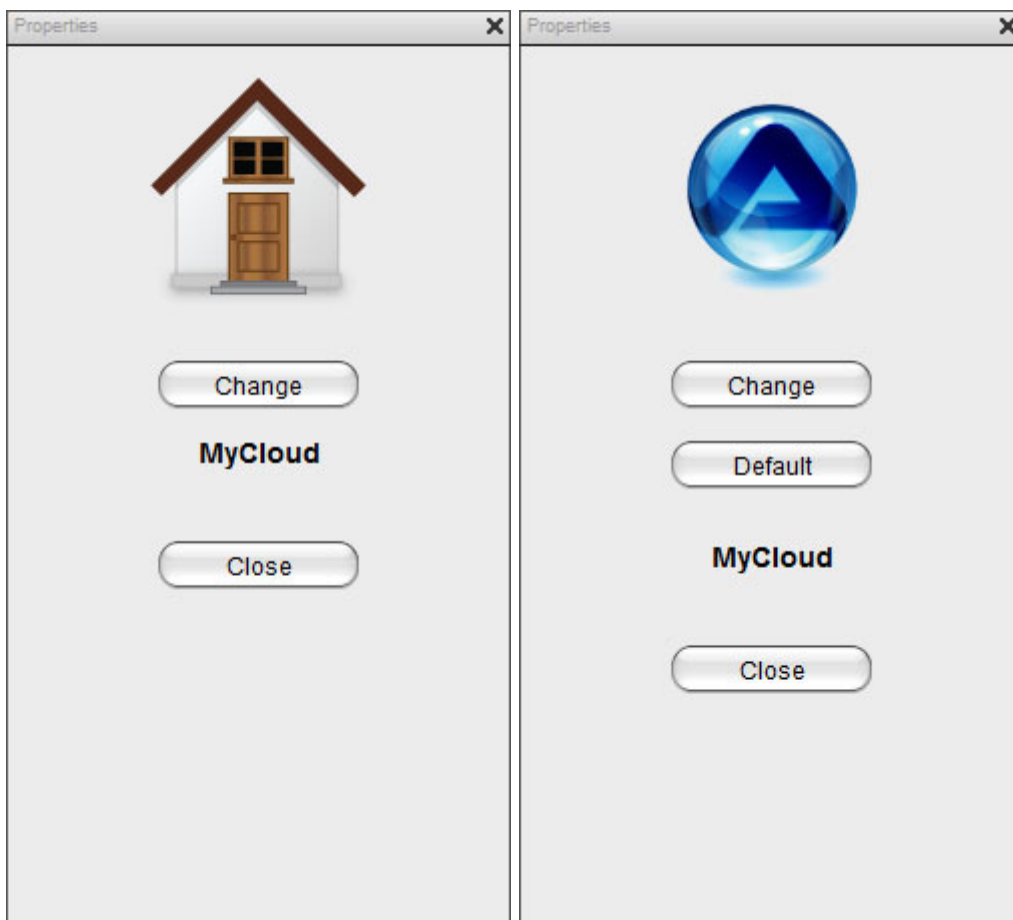 Properties
Change
MyCloud
Close
Properties
Change
Default
MyCloud
Close